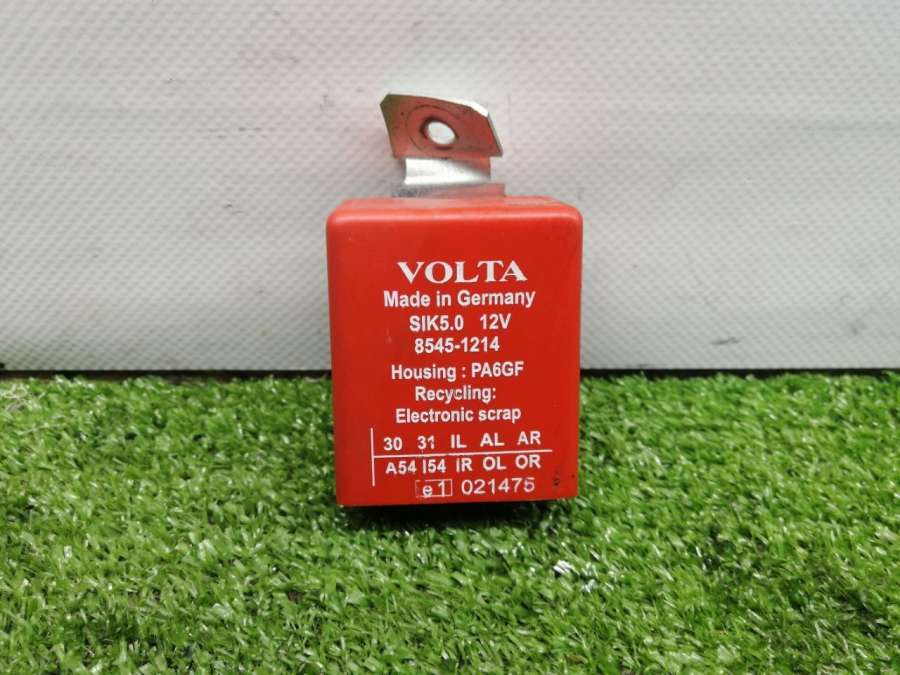 VOLTA
Made in Germany
SIK5.0 12V
8545-1214
Housing : PA6GF
Recycling:
Electronic scrap
30 31 IL AL AR
A54 I54 IR OL OR
e1 021475